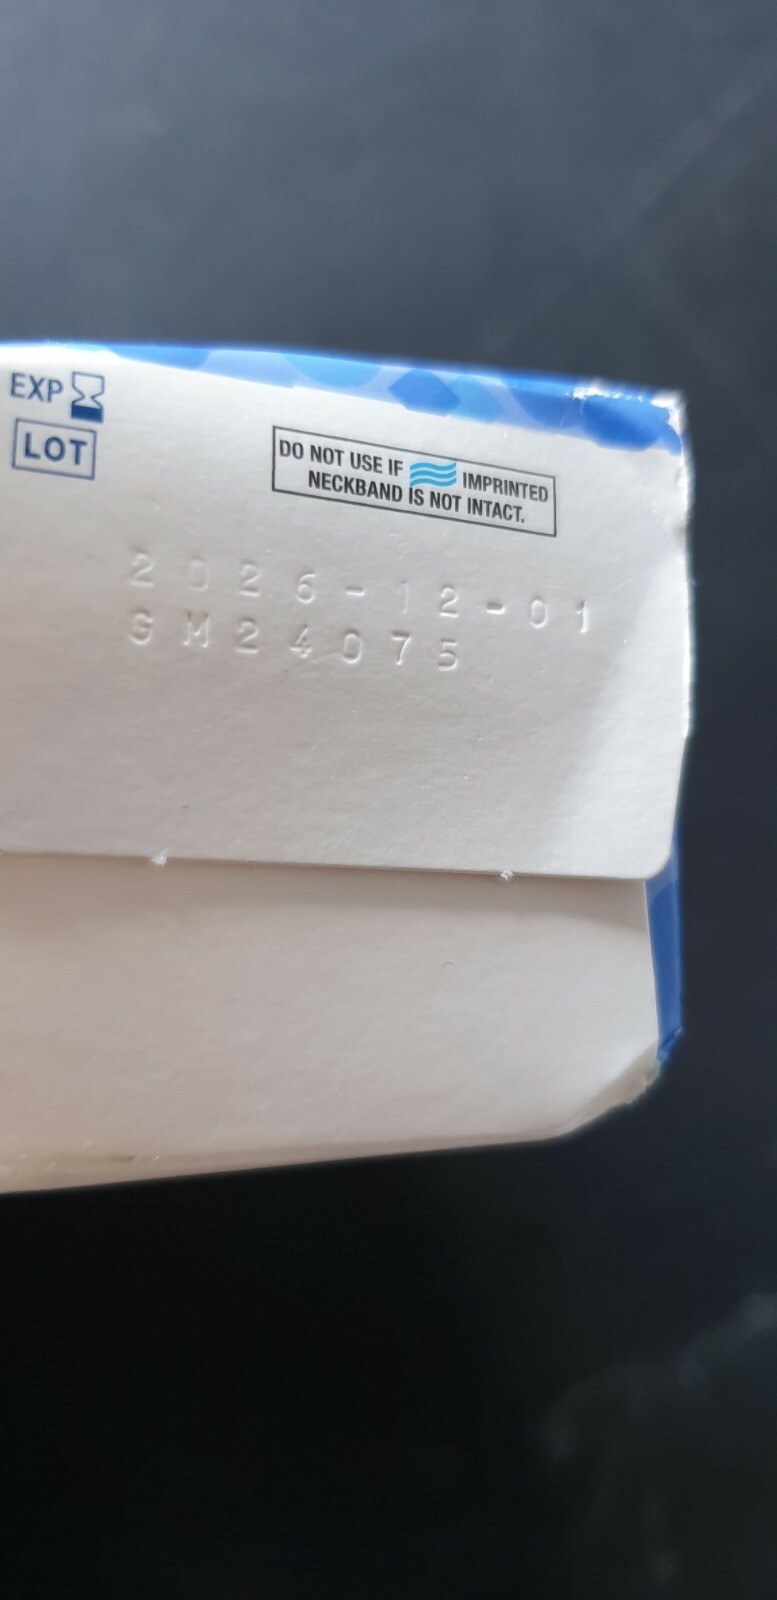 EXP
LOT
DO NOT USE IF IMPRINTED
NECKBAND IS NOT INTACT.
2026-12-01
GM24075